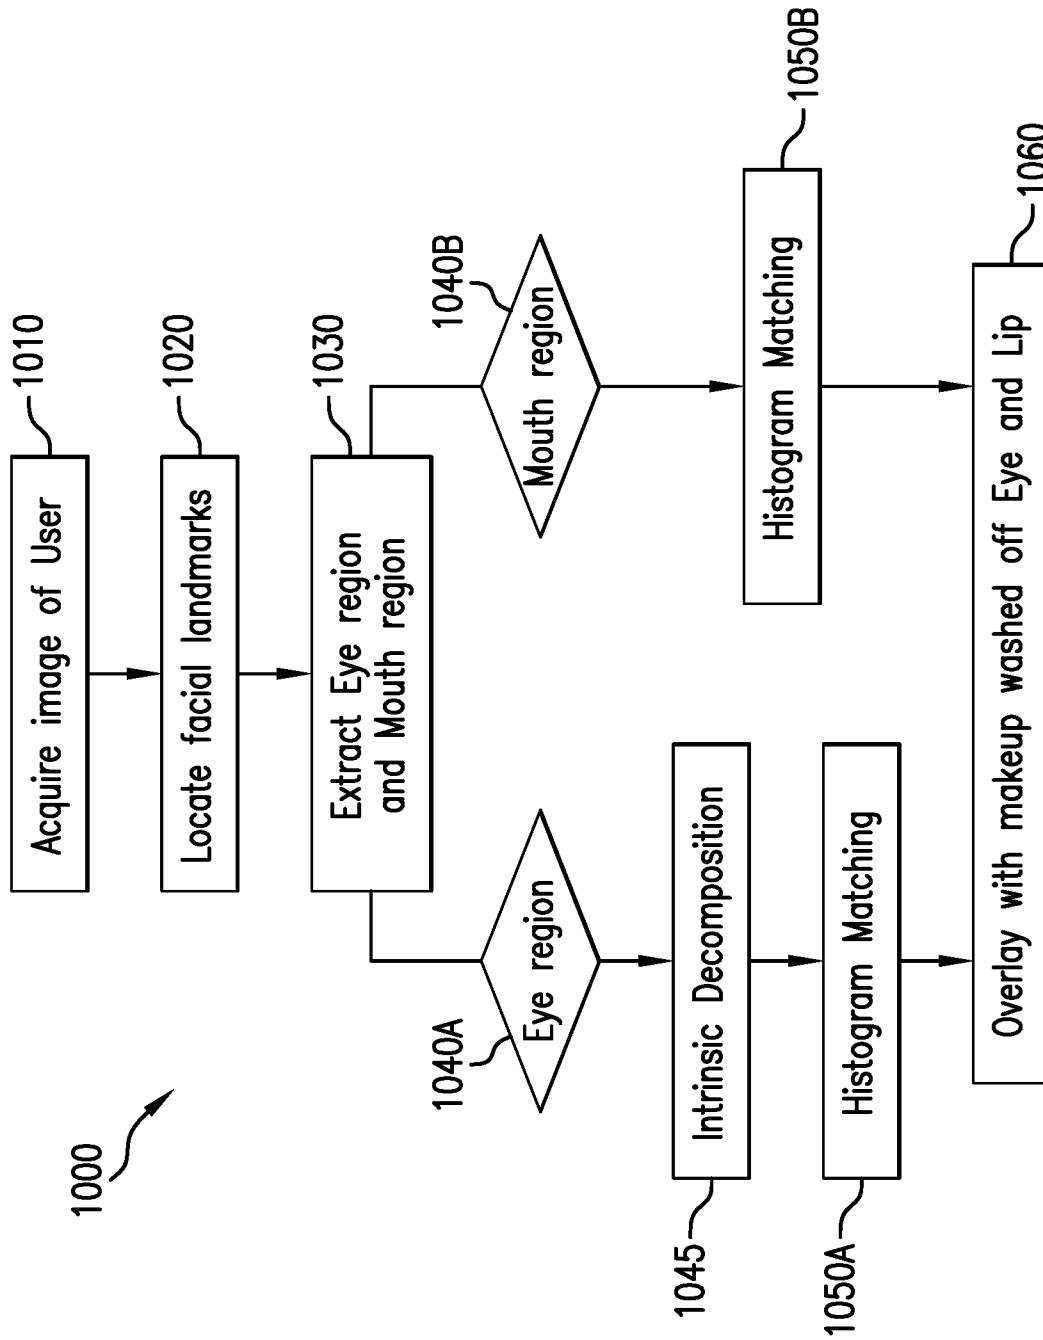 1000
Acquire image of User
1010
Locate facial landmarks
1020
Extract Eye region
and Mouth region
1030
1040A
Eye region
Mouth region
1040B
1045
Intrinsic Decomposition
Histogram Matching
1050B
1050A
Histogram Matching
Overlay with makeup washed off Eye and Lip
1060